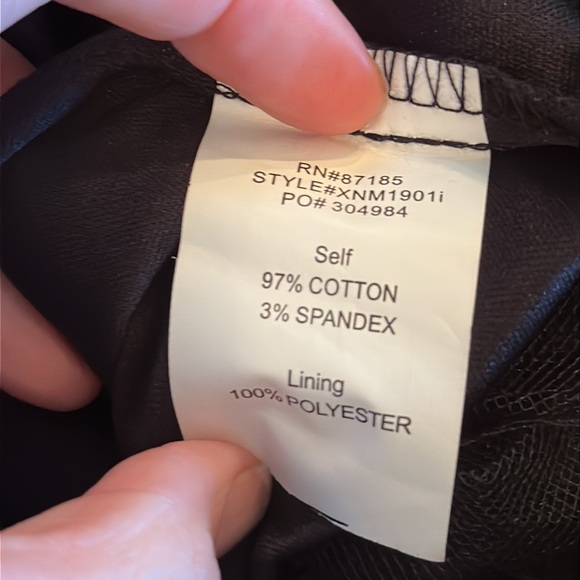 RN#87185
STYLE#XNM1901i
PO# 304984
Self
97% COTTON
3% SPANDEX
Lining
100% POLYESTER